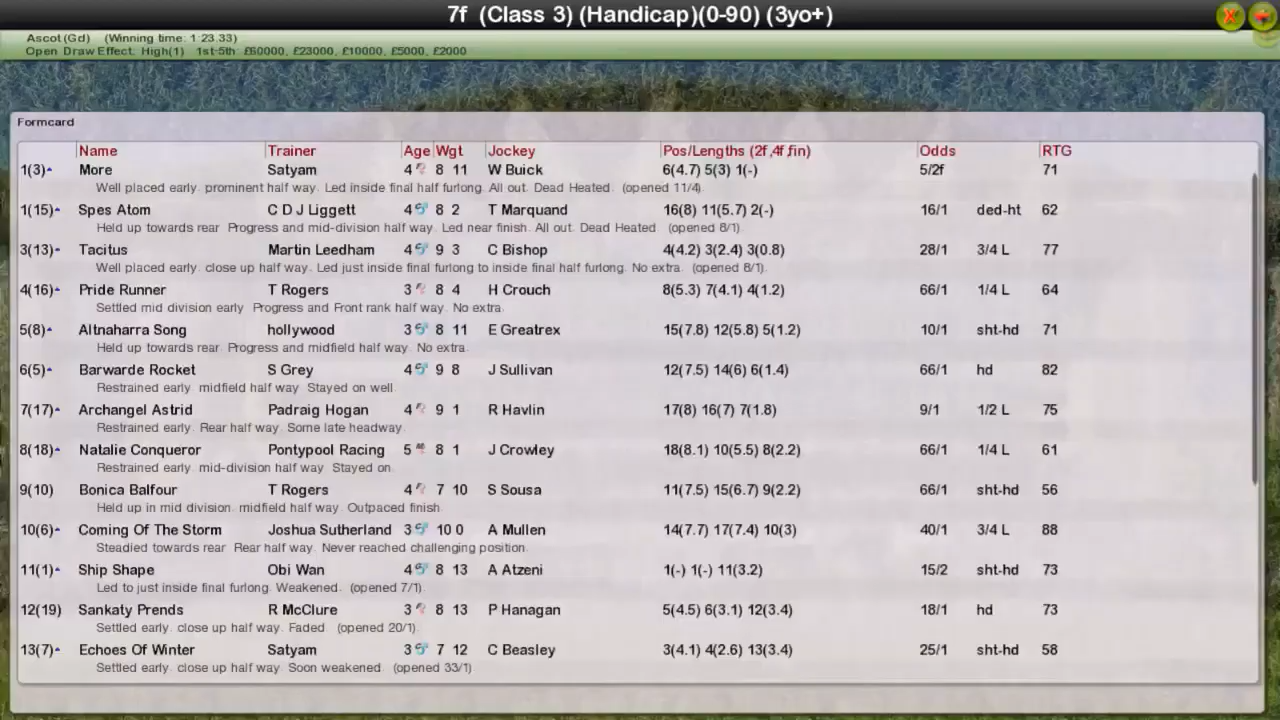 7f (Class 3) (Handicap)(0-90) (3yo+)
Ascot(Gd) (Winning time: 1:23.33)
Open Draw Effect. High(1) 1st-5th: £60000, £23000, £10000, £5000, £2000
Formcard
Name Trainer Age Wgt Jockey Pos/Lengths (2f,4f,fin) Odds RTG
1(3) More Satyam 4 8 11 W Buick 6(4.7) 5(3) 1(-) 5/2f 71
Well placed early. prominent half way. Led inside final half furlong. All out. Dead Heated. (opened 11/4).
1(15) Spes Atom C D J Liggett 4 8 2 T Marquand 16(8) 11(5.7) 2(-) 16/1 ded-ht 62
Held up towards rear. Progress and mid-division half way. Led near finish. All out. Dead Heated. (opened 8/1).
3(13) Tacitus Martin Leedham 4 9 3 C Bishop 4(4.2) 3(2.4) 3(0.8) 28/1 3/4 L 77
Well placed early. close up half way. Led just inside final furlong to inside final half furlong. No extra. (opened 8/1).
4(16) Pride Runner T Rogers 3 8 4 H Crouch 8(5.3) 7(4.1) 4(1.2) 66/1 1/4 L 64
Settled mid division early. Progress and Front rank half way. No extra.
5(8) Altnaharra Song hollywood 3 8 11 E Greatrex 15(7.8) 12(5.8) 5(1.2) 10/1 sht-hd 71
Held up towards rear. Progress and midfield half way. No extra.
6(5) Barwarde Rocket S Grey 4 9 8 J Sullivan 12(7.5) 14(6) 6(1.4) 66/1 hd 82
Restrained early. midfield half way. Stayed on well.
7(17) Archangel Astrid Padraig Hogan 4 9 1 R Havlin 17(8) 16(7) 7(1.8) 9/1 1/2 L 75
Restrained early. Rear half way. Some late headway.
8(18) Natalie Conqueror Pontypool Racing 5 8 1 J Crowley 18(8.1) 10(5.5) 8(2.2) 66/1 1/4 L 61
Restrained early. mid-division half way. Stayed on.
9(10) Bonica Balfour T Rogers 4 7 10 S Sousa 11(7.5) 15(6.7) 9(2.2) 66/1 sht-hd 56
Held up in mid division. midfield half way. Outpaced finish.
10(6) Coming Of The Storm Joshua Sutherland 3 10 0 A Mullen 14(7.7) 17(7.4) 10(3) 40/1 3/4 L 88
Steadied towards rear. Rear half way. Never reached challenging position.
11(1) Ship Shape Obi Wan 4 8 13 A Atzeni 1(-) 1(-) 11(3.2) 15/2 sht-hd 73
Led to just inside final furlong. Weakened. (opened 7/1).
12(19) Sankaty Prends R McClure 3 8 13 P Hanagan 5(4.5) 6(3.1) 12(3.4) 18/1 hd 73
Settled early. close up half way. Faded. (opened 20/1).
13(7) Echoes Of Winter Satyam 3 7 12 C Beasley 3(4.1) 4(2.6) 13(3.4) 25/1 sht-hd 58
Settled early. close up half way. Soon weakened. (opened 33/1).